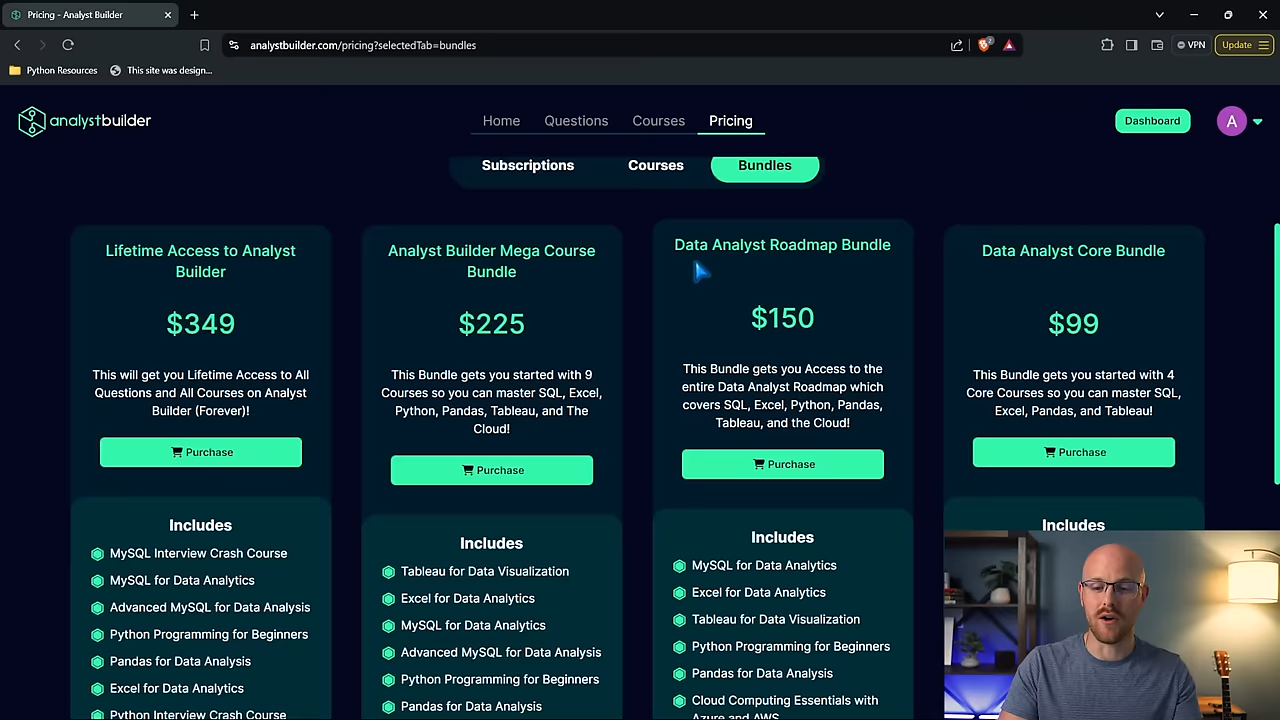 Pricing - Analyst Builder
analystbuilder.com/pricing?selectedTab=bundles
2
VPN
Update
Python Resources
This site was design...
analystbuilder
Home
Questions
Courses
Pricing
Dashboard
A
Subscriptions
Courses
Bundles
Lifetime Access to Analyst
Builder
$349
This will get you Lifetime Access to All
Questions and All Courses on Analyst
Builder (Forever)!
Purchase
Includes
MySQL Interview Crash Course
MySQL for Data Analytics
Advanced MySQL for Data Analysis
Python Programming for Beginners
Pandas for Data Analysis
Excel for Data Analytics
Python Interview Crash Course
Analyst Builder Mega Course
Bundle
$225
This Bundle gets you started with 9
Courses so you can master SQL, Excel,
Python, Pandas, Tableau, and The
Cloud!
Purchase
Includes
Tableau for Data Visualization
Excel for Data Analytics
MySQL for Data Analytics
Advanced MySQL for Data Analysis
Python Programming for Beginners
Pandas for Data Analysis
Data Analyst Roadmap Bundle
$150
This Bundle gets you Access to the
entire Data Analyst Roadmap which
covers SQL, Excel, Python, Pandas,
Tableau, and the Cloud!
Purchase
Includes
MySQL for Data Analytics
Excel for Data Analytics
Tableau for Data Visualization
Python Programming for Beginners
Pandas for Data Analysis
Cloud Computing Essentials with
Azure and AWS
Data Analyst Core Bundle
$99
This Bundle gets you started with 4
Core Courses so you can master SQL,
Excel, Pandas, and Tableau!
Purchase
Includes